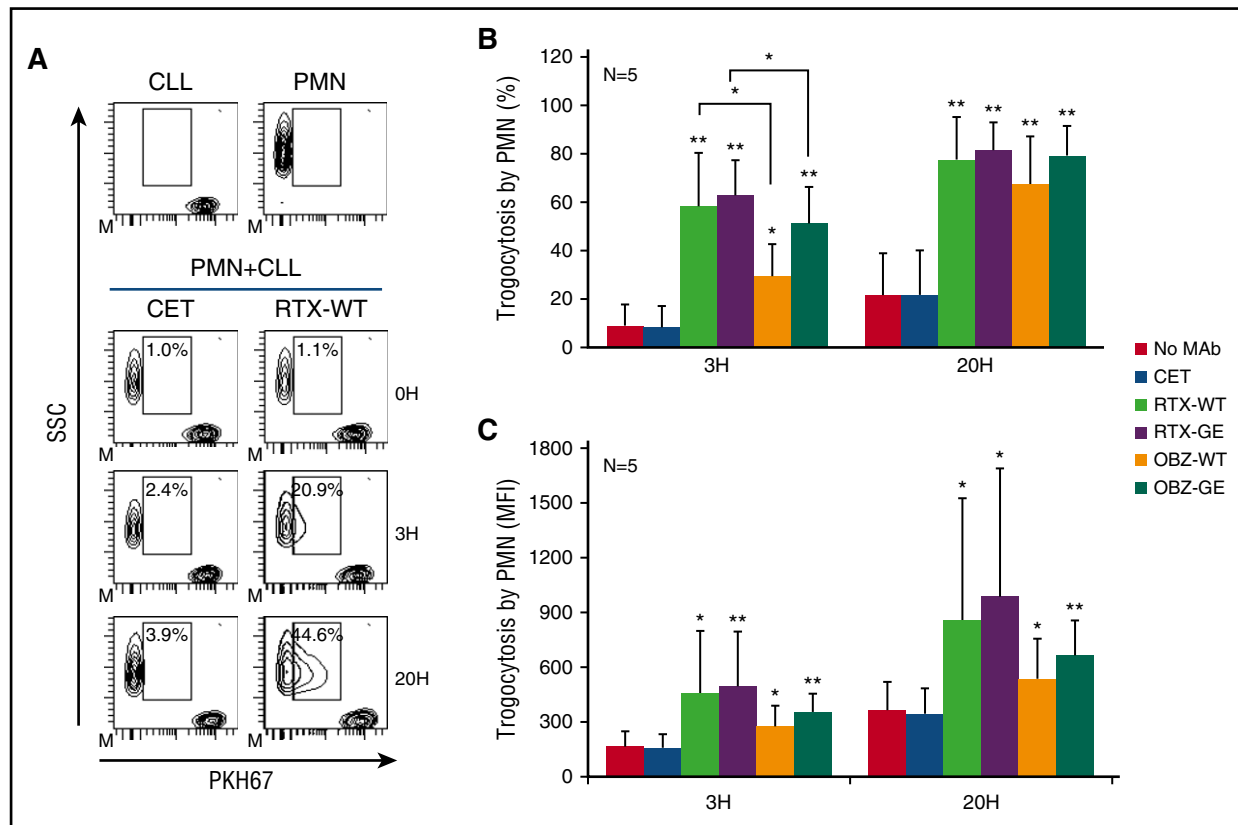 A
CLL PMN
M M
PMN+CLL
CET RTX-WT
1.0% 1.1%
0H
M M
2.4% 20.9%
3H
M M
3.9% 44.6%
20H
M M
SSC
PKH67
B
Trogocytosis by PMN (%)
120
100
80
60
40
20
0
N=5
*
*
** ** * **
** ** ** **
3H 20H
C
Trogocytosis by PMN (MFI)
1800
1500
1200
900
600
300
0
N=5
* ** * **
* * * **
3H 20H
No MAb
CET
RTX-WT
RTX-GE
OBZ-WT
OBZ-GE